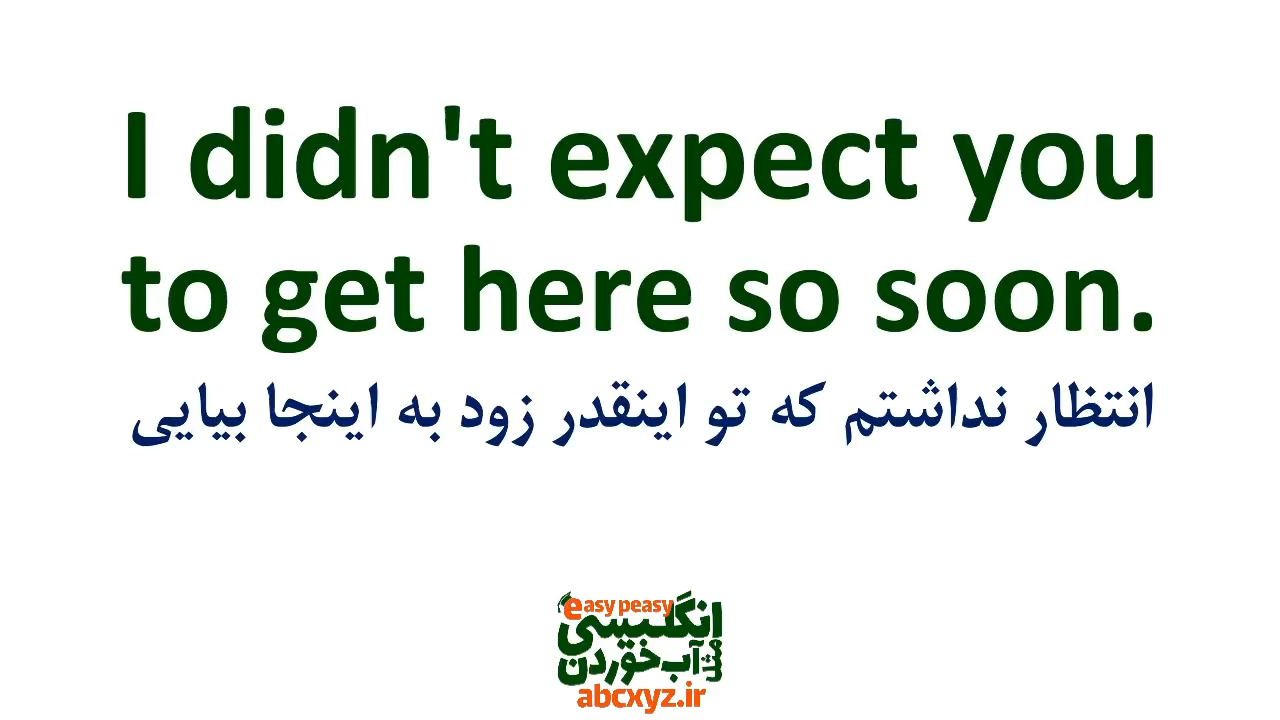 I didn't expect you
to get here so soon.
انتظار نداشتم که تو اینقدر زود به اینجا بیایی
easy peasy
انگلیسی
مثل آب خوردن
abcxyz.ir